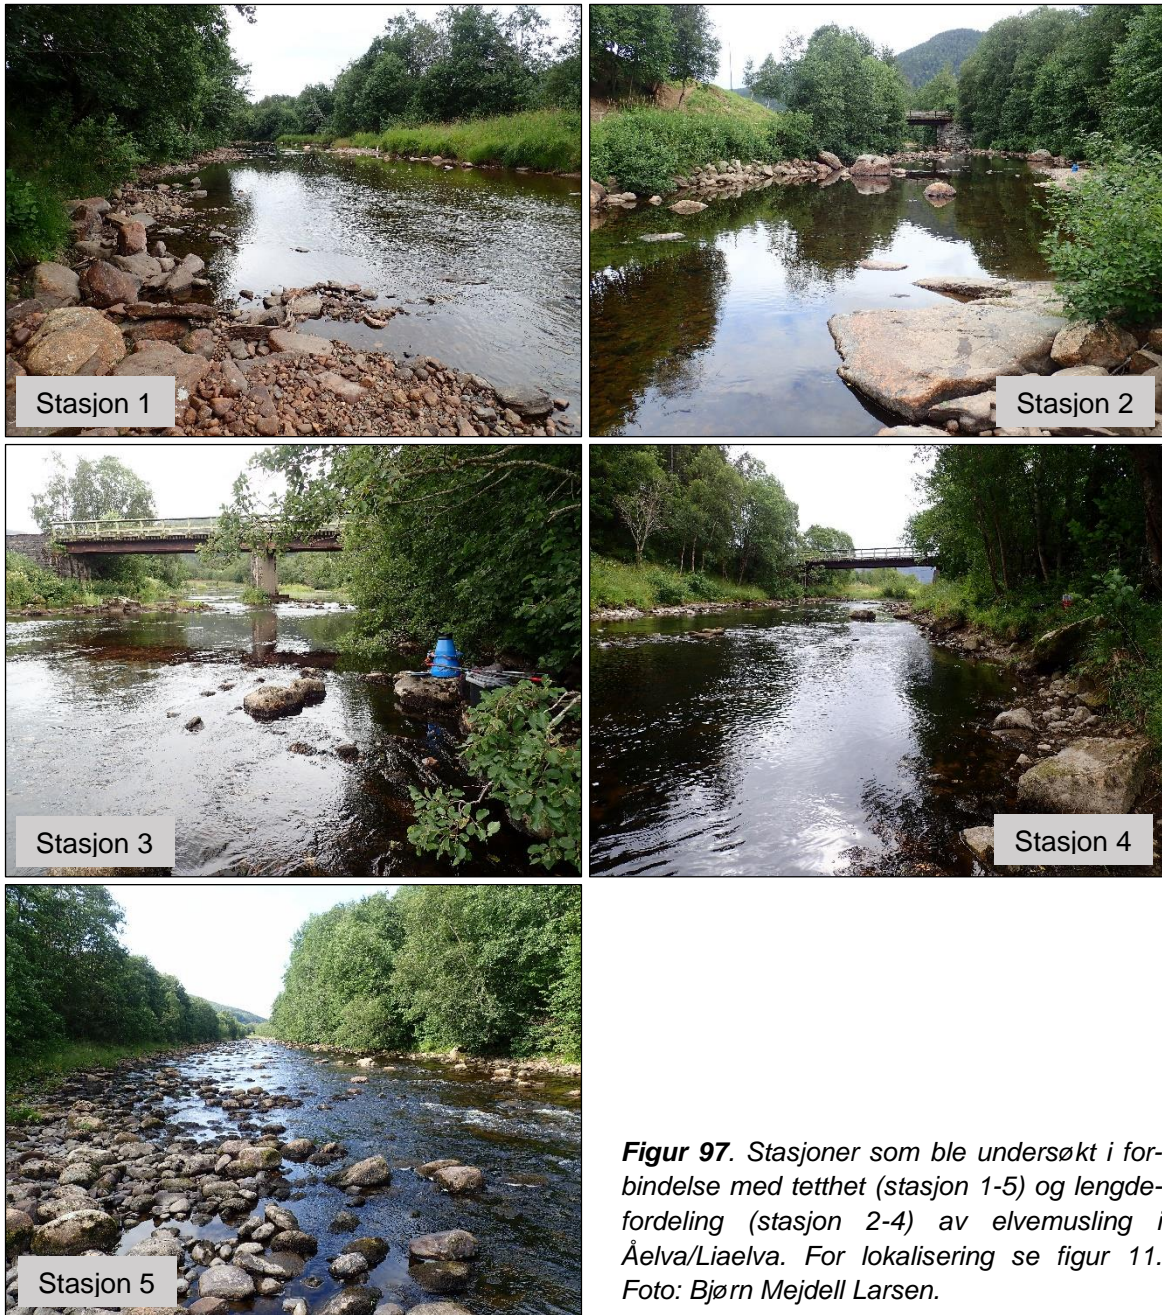 Stasjon 1
Stasjon 2
Stasjon 3
Stasjon 4
Stasjon 5
Figur 97. Stasjoner som ble undersøkt i for-
bindelse med tetthet (stasjon 1-5) og lengde-
fordeling (stasjon 2-4) av elvemusling i
Åelva/Liaelva. For lokalisering se figur 11.
Foto: Bjørn Mejdell Larsen.